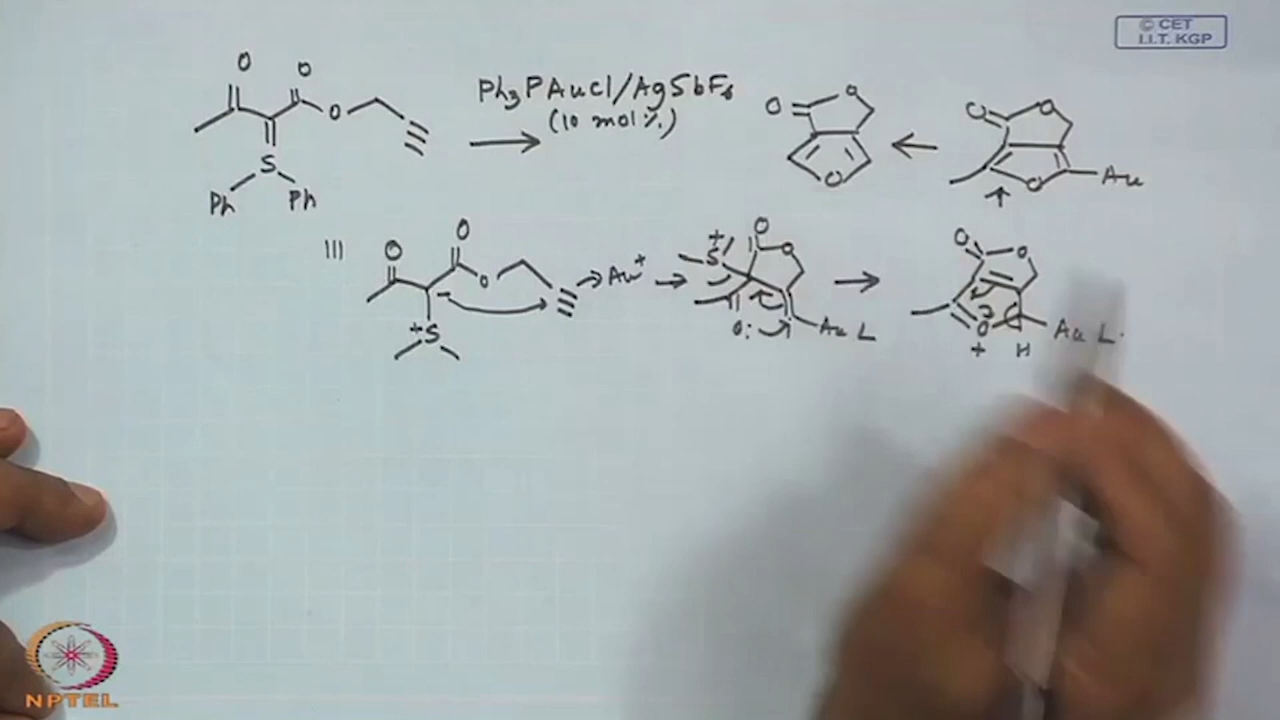 © CET
I.I.T. KGP
O O
O
S
Ph Ph
Ph3PAuCl/AgSbF6
(10 mol%)
O O
O
O O
O Au
O O
O
+S
Au+
+
S O O
O: Au L
O O
O
+ H Au L
NPTEL